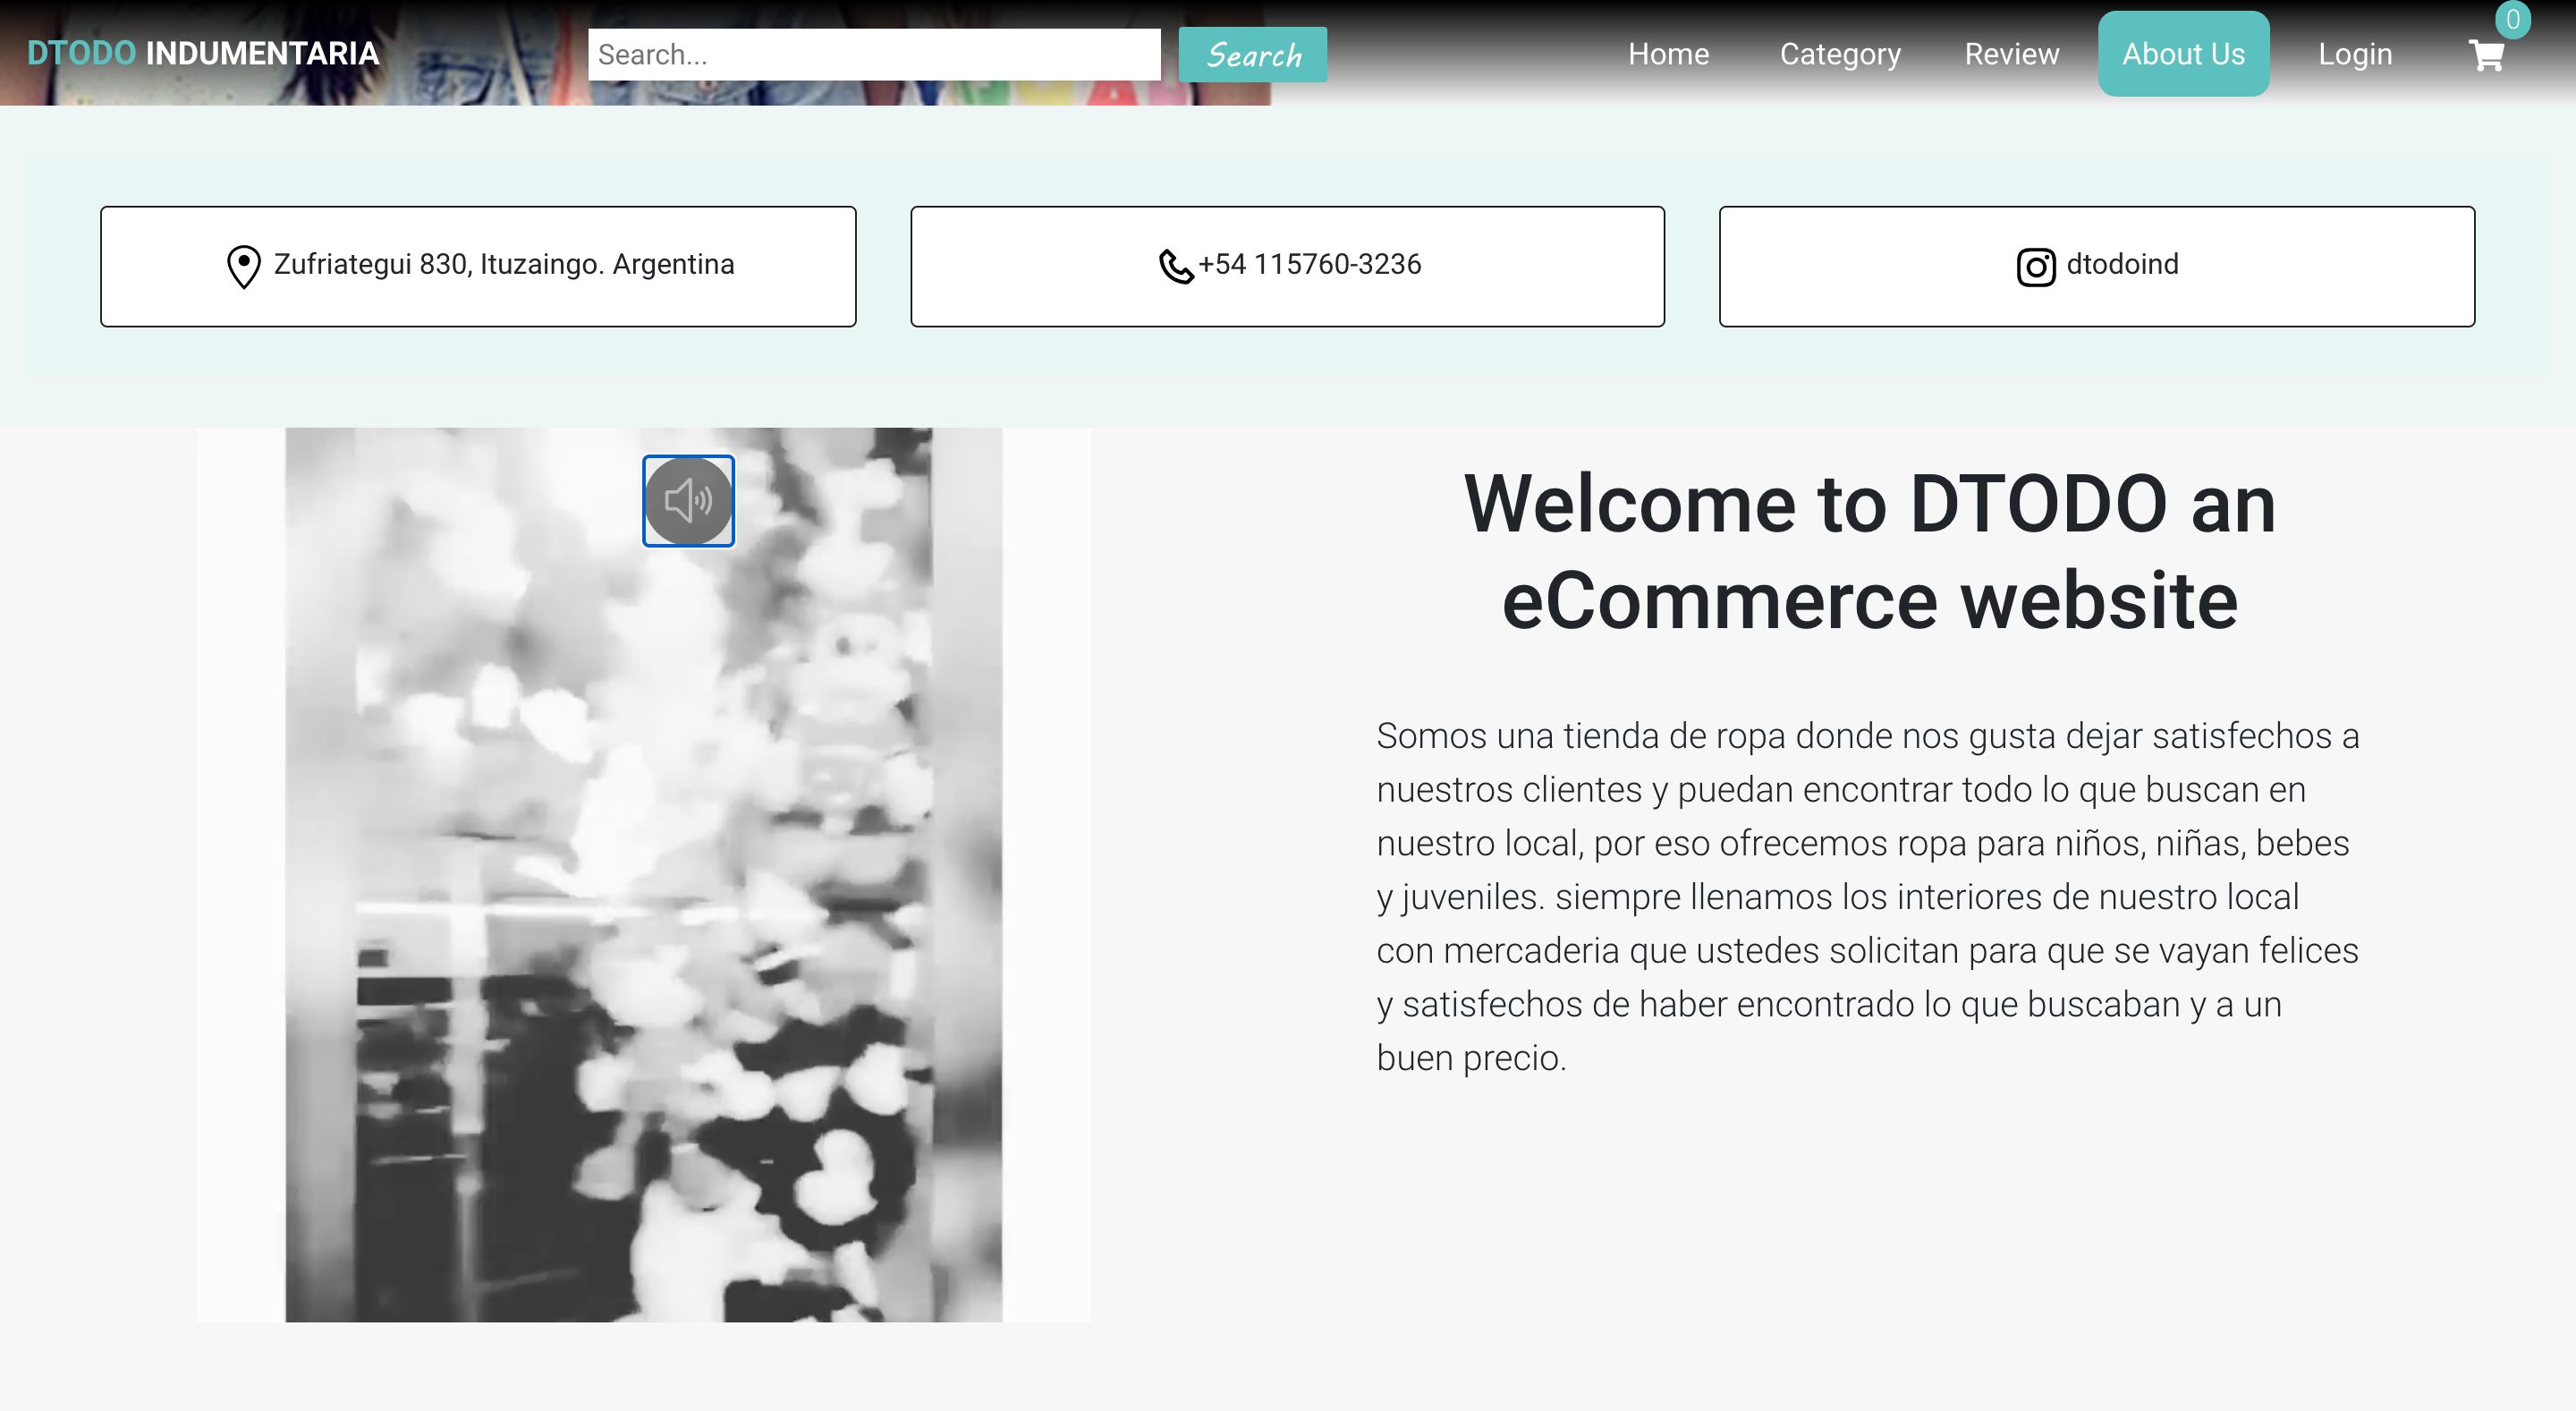 DTODO INDUMENTARIA
Search...
Search
Home
Category
Review
About Us
Login
0
Zufriategui 830, Ituzaingo. Argentina
+54 115760-3236
dtodoind
Welcome to DTODO an
eCommerce website
Somos una tienda de ropa donde nos gusta dejar satisfechos a
nuestros clientes y puedan encontrar todo lo que buscan en
nuestro local, por eso ofrecemos ropa para niños, niñas, bebes
y juveniles. siempre llenamos los interiores de nuestro local
con mercaderia que ustedes solicitan para que se vayan felices
y satisfechos de haber encontrado lo que buscaban y a un
buen precio.